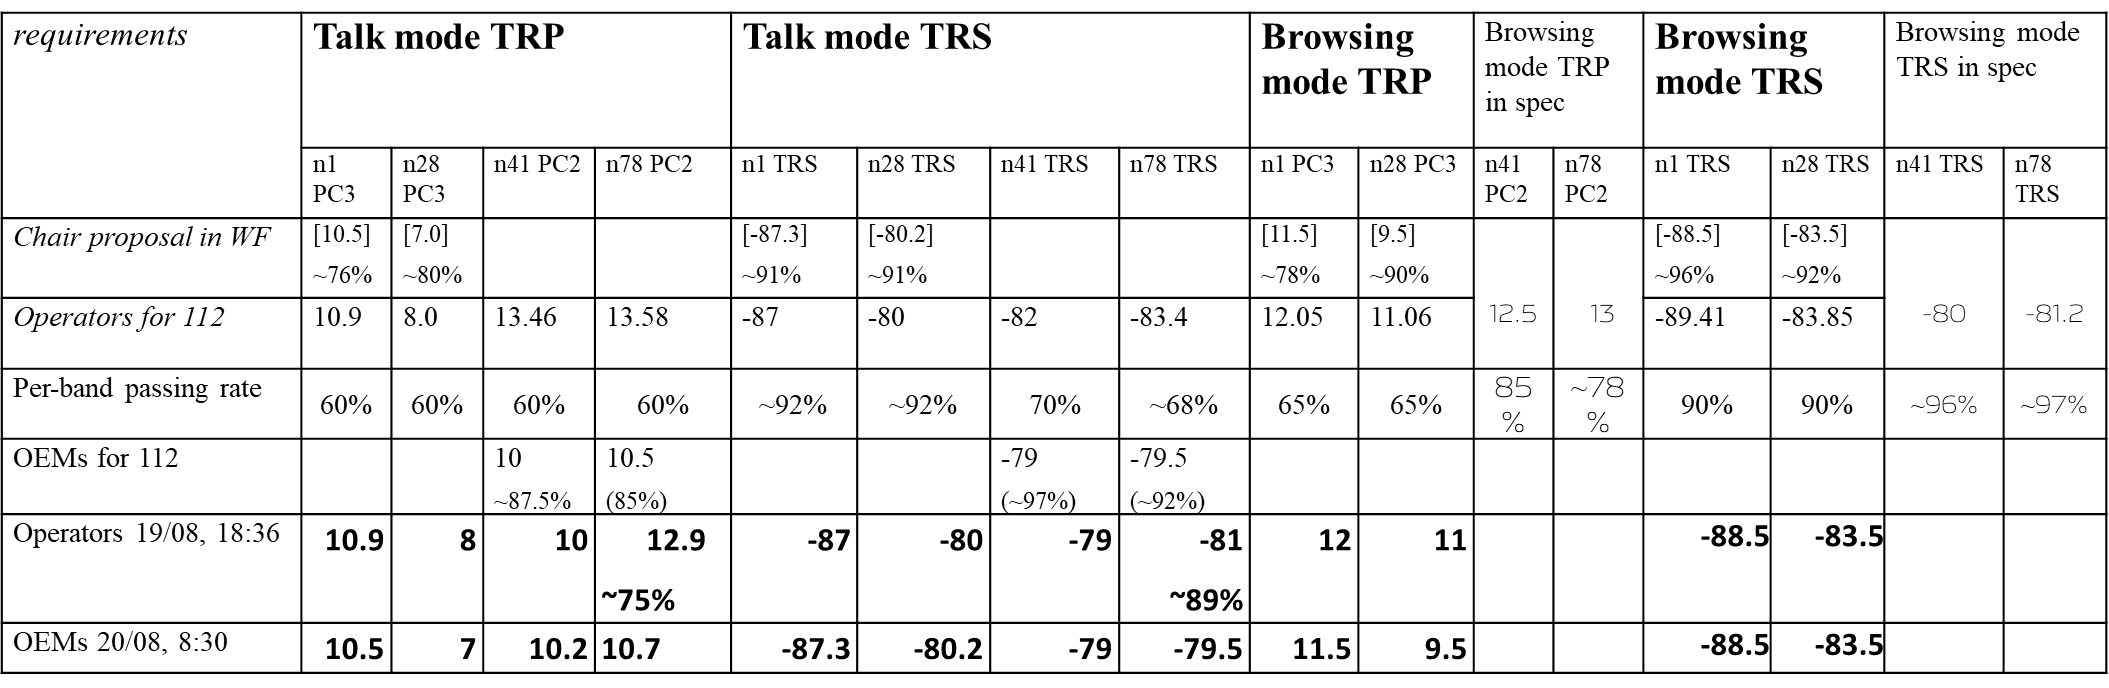 requirements
Talk mode TRP
Talk mode TRS
Browsing
mode TRP
Browsing
mode TRP
in spec
Browsing
mode TRS
Browsing mode
TRS in spec
n1
PC3
n28
PC3
n41 PC2
n78 PC2
n1 TRS
n28 TRS
n41 TRS
n78 TRS
n1 PC3
n28 PC3
n41
PC2
n78
PC2
n1 TRS
n28 TRS
n41 TRS
n78
TRS
Chair proposal in WF
[10.5]
~76%
[7.0]
~80%
[-87.3]
~91%
[-80.2]
~91%
[11.5]
~78%
[9.5]
~90%
[-88.5]
~96%
[-83.5]
~92%
Operators for 112
10.9
8.0
13.46
13.58
-87
-80
-82
-83.4
12.05
11.06
12.5
13
-89.41
-83.85
-80
-81.2
Per-band passing rate
60%
60%
60%
60%
~92%
~92%
70%
~68%
65%
65%
85
%
~78
%
90%
90%
~96%
~97%
OEMs for 112
10
~87.5%
10.5
(85%)
-79
(~97%)
-79.5
(~92%)
Operators 19/08, 18:36
10.9
8
10
12.9
~75%
-87
-80
-79
-81
~89%
12
11
-88.5
-83.5
OEMs 20/08, 8:30
10.5
7
10.2
10.7
-87.3
-80.2
-79
-79.5
11.5
9.5
-88.5
-83.5